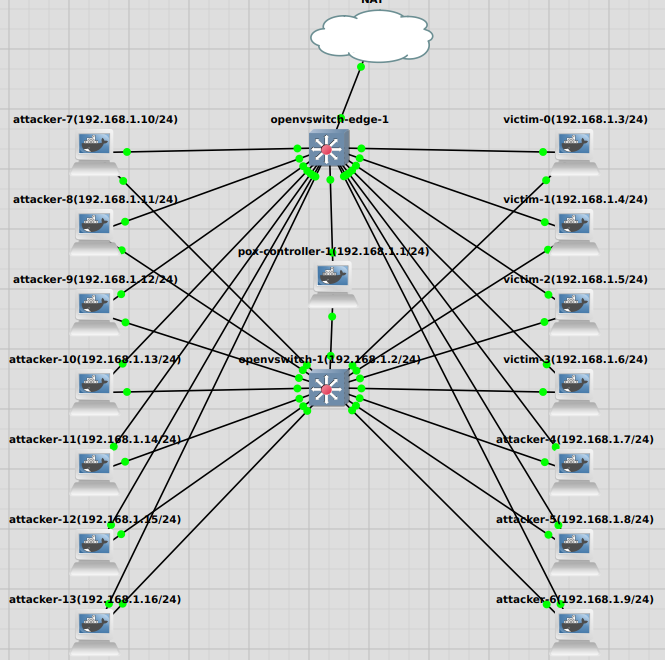 NAT
openvswitch-edge-1
attacker-7(192.168.1.10/24)
victim-0(192.168.1.3/24)
attacker-8(192.168.1.11/24)
victim-1(192.168.1.4/24)
pox-controller-1(192.168.1.1/24)
attacker-9(192.168.1.12/24)
victim-2(192.168.1.5/24)
attacker-10(192.168.1.13/24)
openvswitch-1(192.168.1.2/24)
victim-3(192.168.1.6/24)
attacker-11(192.168.1.14/24)
attacker-4(192.168.1.7/24)
attacker-12(192.168.1.15/24)
attacker-5(192.168.1.8/24)
attacker-13(192.168.1.16/24)
attacker-6(192.168.1.9/24)